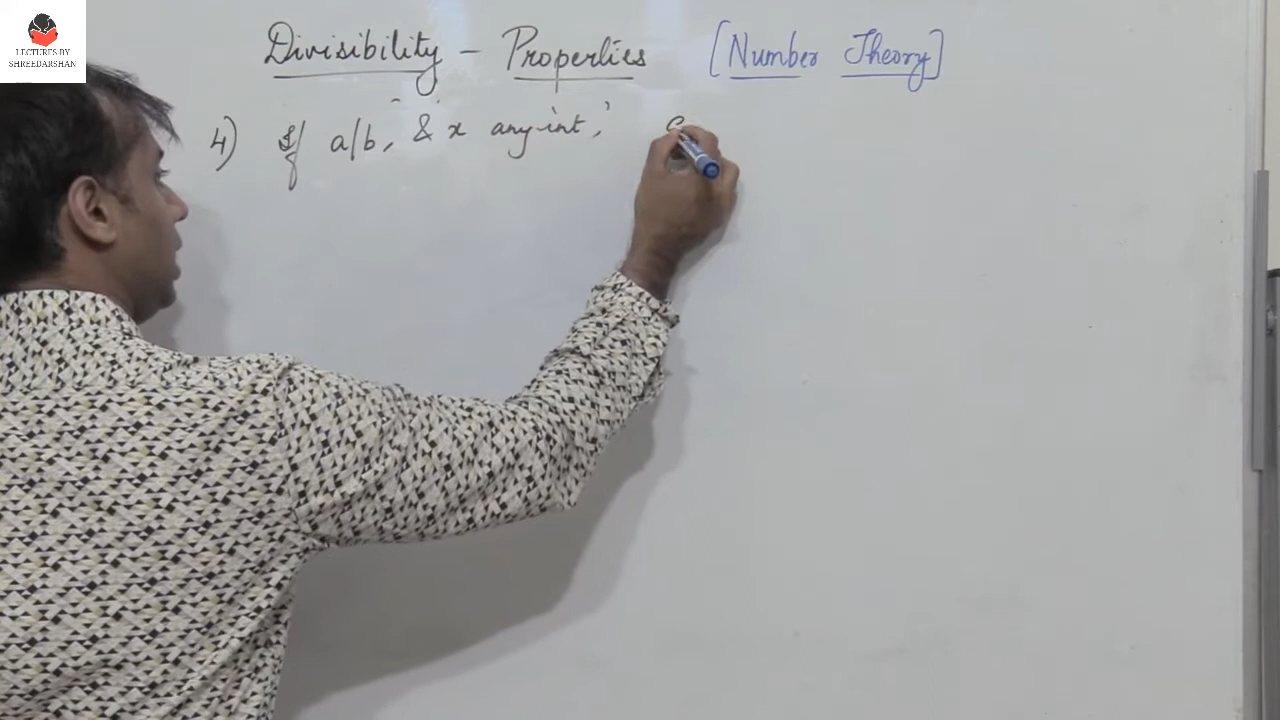 LECTURES BY
SHREEDARSHAN
Divisibility - Properties [Number Theory]
4) If a/b, & x any int,